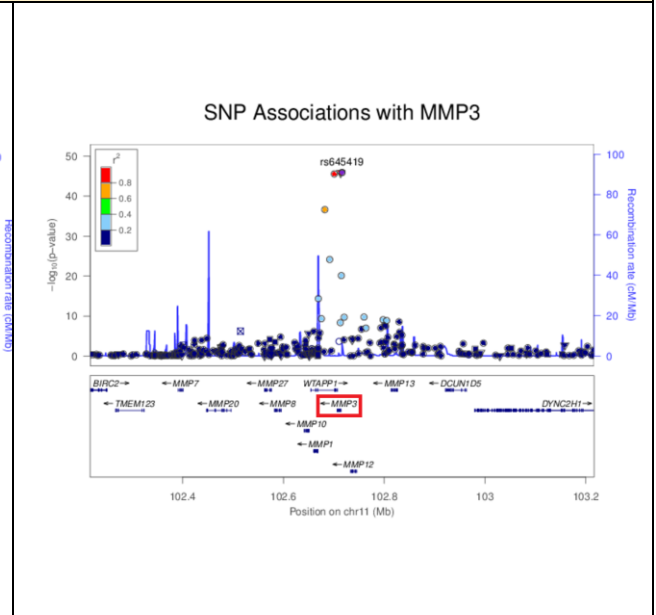 SNP Associations with MMP3
rs645419
r²
0.8
0.6
0.4
0.2
50
40
30
20
10
0
−log₁₀(p−value)
100
80
60
40
20
0
Recombination rate (cM/Mb)
Recombination rate (cM/Mb)
BIRC2→ ←MMP7 ←MMP27 WTAPP1→ ←MMP13 ←DCUN1D5
←TMEM123 ←MMP20 ←MMP8 ←MMP3 DYNC2H1→
←MMP10
←MMP1
←MMP12
102.4 102.6 102.8 103 103.2
Position on chr11 (Mb)